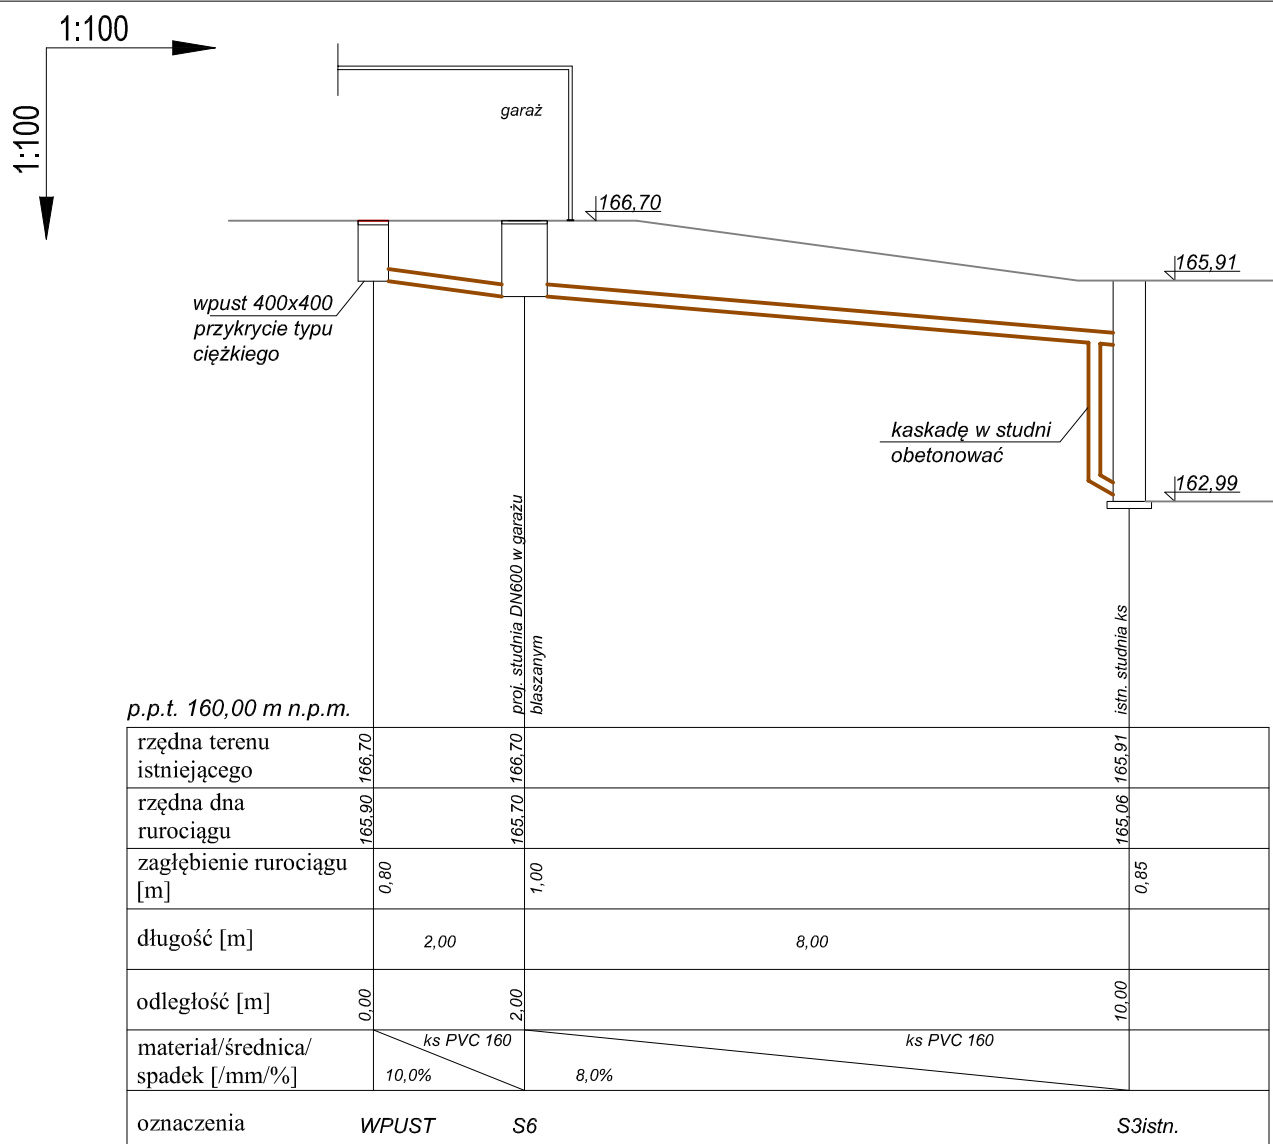 1:100
1:100
garaż
166,70
165,91
wpust 400x400
przykrycie typu
ciężkiego
kaskadę w studni
obetonować
162,99
proj. studnia DN600 w garażu
blaszanym
istn. studnia ks
p.p.t. 160,00 m n.p.m.
rzędna terenu
istniejącego
166,70
166,70
165,91
rzędna dna
rurociągu
165,90
165,70
165,06
zagłębienie rurociągu
[m]
0,80
1,00
0,85
długość [m]
2,00
8,00
odległość [m]
0,00
2,00
10,00
materiał/średnica/
spadek [/mm/%]
ks PVC 160
10,0%
ks PVC 160
8,0%
oznaczenia
WPUST
S6
S3istn.